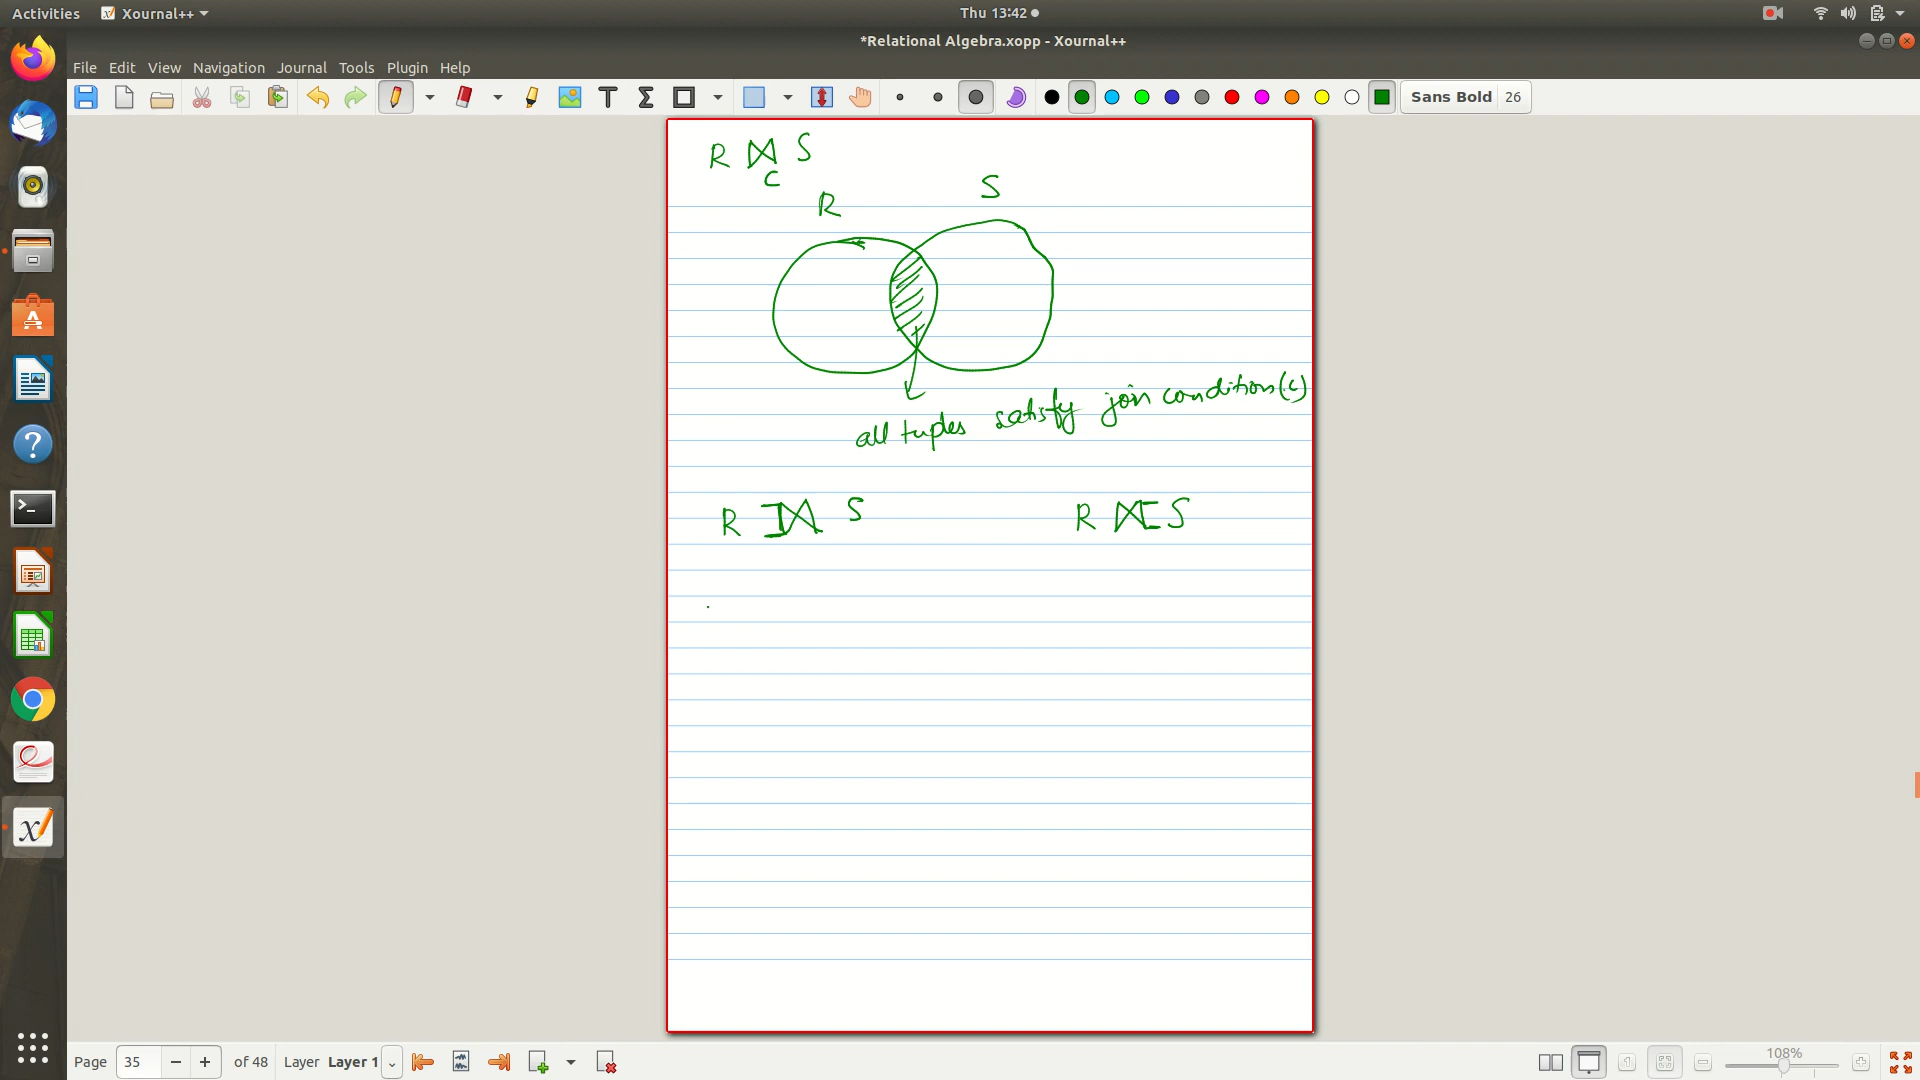 Activities Xournal++ Thu 13:42
*Relational Algebra.xopp - Xournal++
File Edit View Navigation Journal Tools Plugin Help
Sans Bold 26
R ⋈ S
c
R S
all tuples satisfy join condition(c)
R ⟕ S R ⟖ S
Page 35 of 48 Layer Layer 1 108%